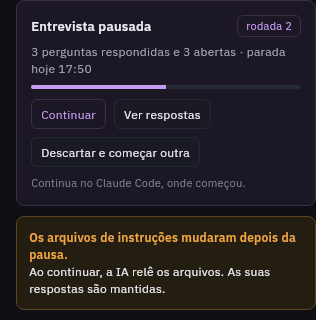 Entrevista pausada
rodada 2
3 perguntas respondidas e 3 abertas · parada
hoje 17:50
Continuar
Ver respostas
Descartar e começar outra
Continua no Claude Code, onde começou.
Os arquivos de instruções mudaram depois da
pausa.
Ao continuar, a IA relê os arquivos. As suas
respostas são mantidas.